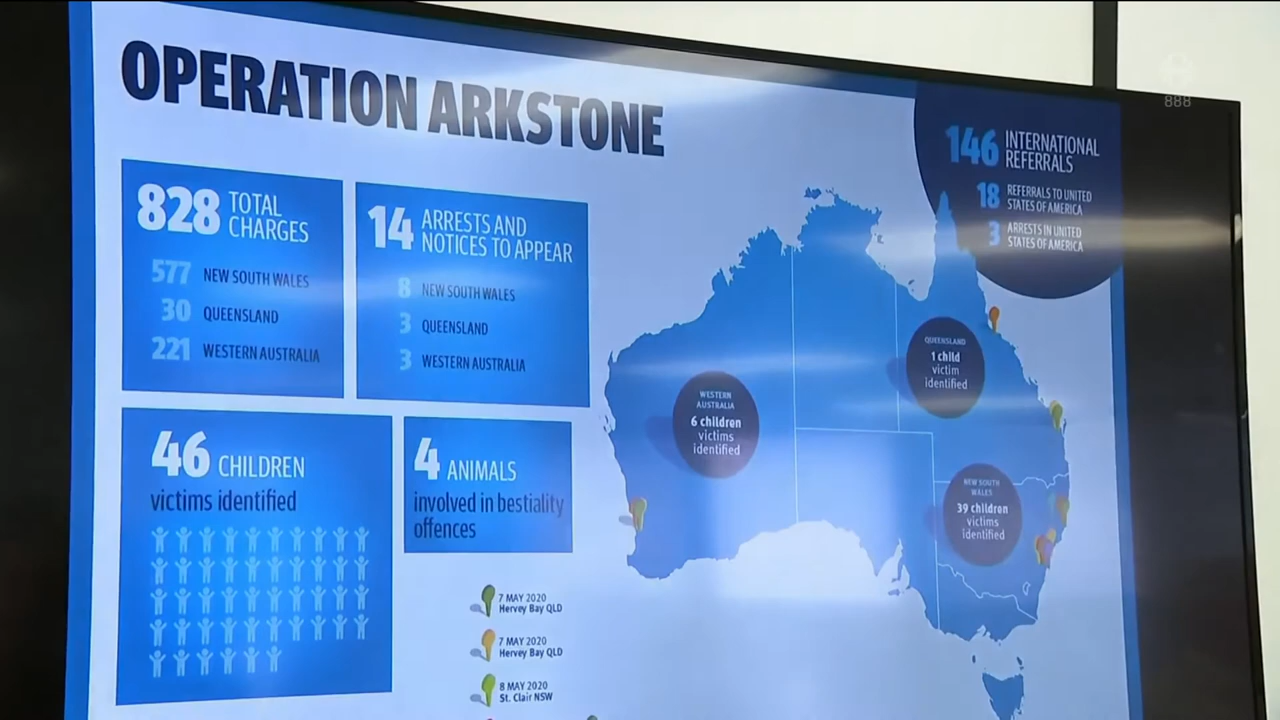 OPERATION ARKSTONE
828 TOTAL
CHARGES
577 NEW SOUTH WALES
30 QUEENSLAND
221 WESTERN AUSTRALIA
14 ARRESTS AND
NOTICES TO APPEAR
8 NEW SOUTH WALES
3 QUEENSLAND
3 WESTERN AUSTRALIA
146 INTERNATIONAL
REFERRALS
18 REFERRALS TO UNITED
STATES OF AMERICA
3 ARRESTS IN UNITED
STATES OF AMERICA
888
46 CHILDREN
victims identified
4 ANIMALS
involved in bestiality
offences
QUEENSLAND
1 child
victim
identified
WESTERN
AUSTRALIA
6 children
victims
identified
NEW SOUTH
WALES
39 children
victims
identified
7 MAY 2020
Hervey Bay QLD
7 MAY 2020
Hervey Bay QLD
8 MAY 2020
St. Clair NSW